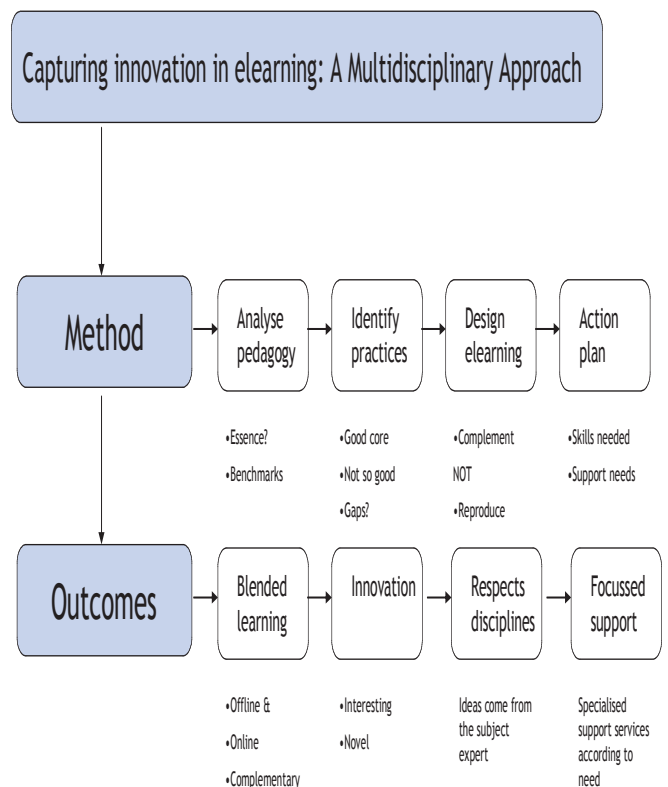 Capturing innovation in elearning: A Multidisciplinary Approach
Method
Analyse
pedagogy
Identify
practices
Design
elearning
Action
plan
•Essence?
•Benchmarks
•Good core
•Not so good
•Gaps?
•Complement
NOT
•Reproduce
•Skills needed
•Support needs
Outcomes
Blended
learning
Innovation
Respects
disciplines
Focussed
support
•Offline &
•Online
•Complementary
•Interesting
•Novel
Ideas come from
the subject
expert
Specialised
support services
according to
need